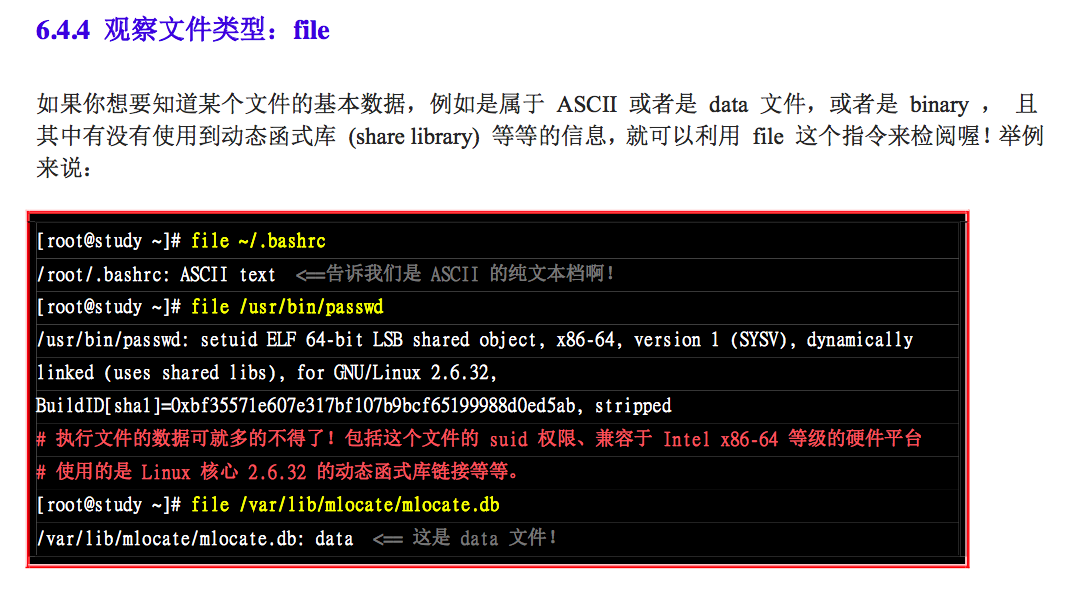 6.4.4 观察文件类型：file
如果你想要知道某个文件的基本数据，例如是属于 ASCII 或者是 data 文件，或者是 binary ， 且
其中有没有使用到动态函式库 (share library) 等等的信息，就可以利用 file 这个指令来检阅喔！举例
来说：
[root@study ~]# file ~/.bashrc
/root/.bashrc: ASCII text <==告诉我们是 ASCII 的纯文本档啊！
[root@study ~]# file /usr/bin/passwd
/usr/bin/passwd: setuid ELF 64-bit LSB shared object, x86-64, version 1 (SYSV), dynamically
linked (uses shared libs), for GNU/Linux 2.6.32,
BuildID[sha1]=0xbf35571e607e317bf107b9bcf65199988d0ed5ab, stripped
# 执行文件的数据可就多的不得了！包括这个文件的 suid 权限、兼容于 Intel x86-64 等级的硬件平台
# 使用的是 Linux 核心 2.6.32 的动态函式库链接等等。
[root@study ~]# file /var/lib/mlocate/mlocate.db
/var/lib/mlocate/mlocate.db: data <== 这是 data 文件！